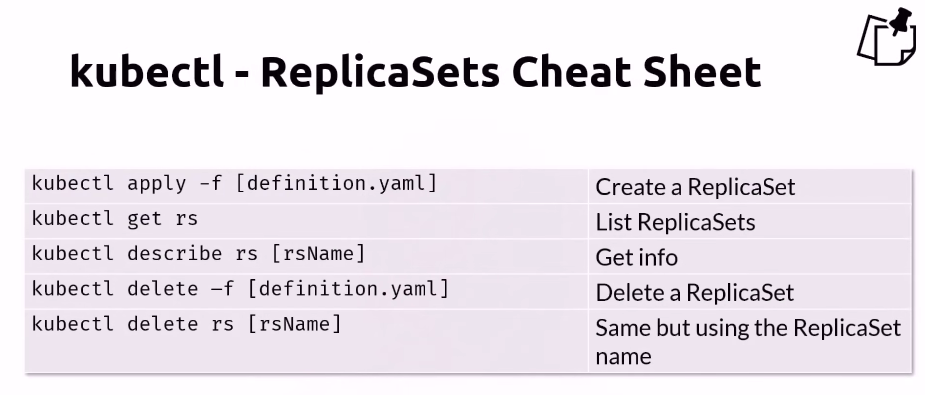 kubectl - ReplicaSets Cheat Sheet
kubectl apply -f [definition.yaml]
Create a ReplicaSet
kubectl get rs
List ReplicaSets
kubectl describe rs [rsName]
Get info
kubectl delete –f [definition.yaml]
Delete a ReplicaSet
kubectl delete rs [rsName]
Same but using the ReplicaSet
name